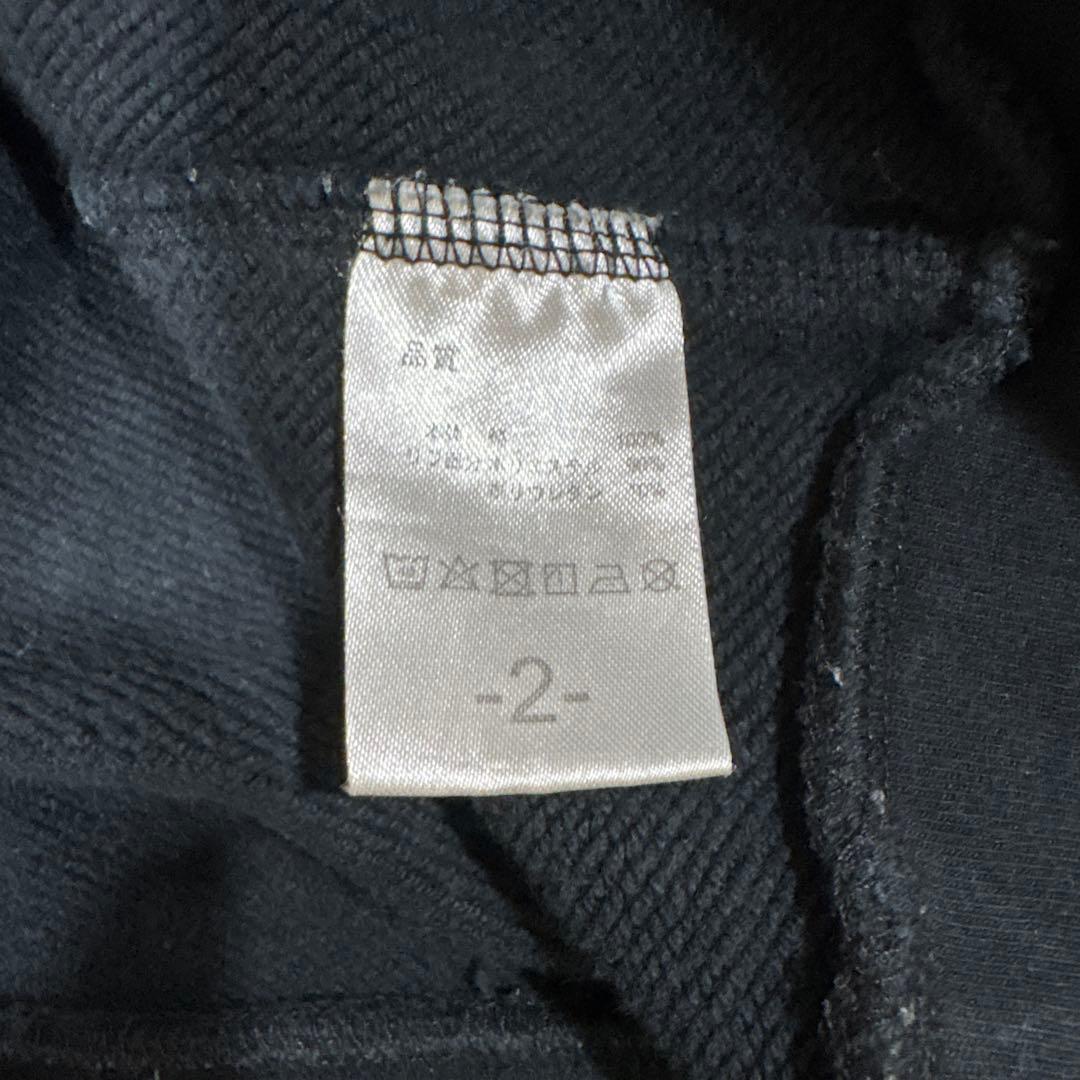 品質
本体 綿 100%
リブ部分 ポリエステル 90%
ポリウレタン 10%
-2-